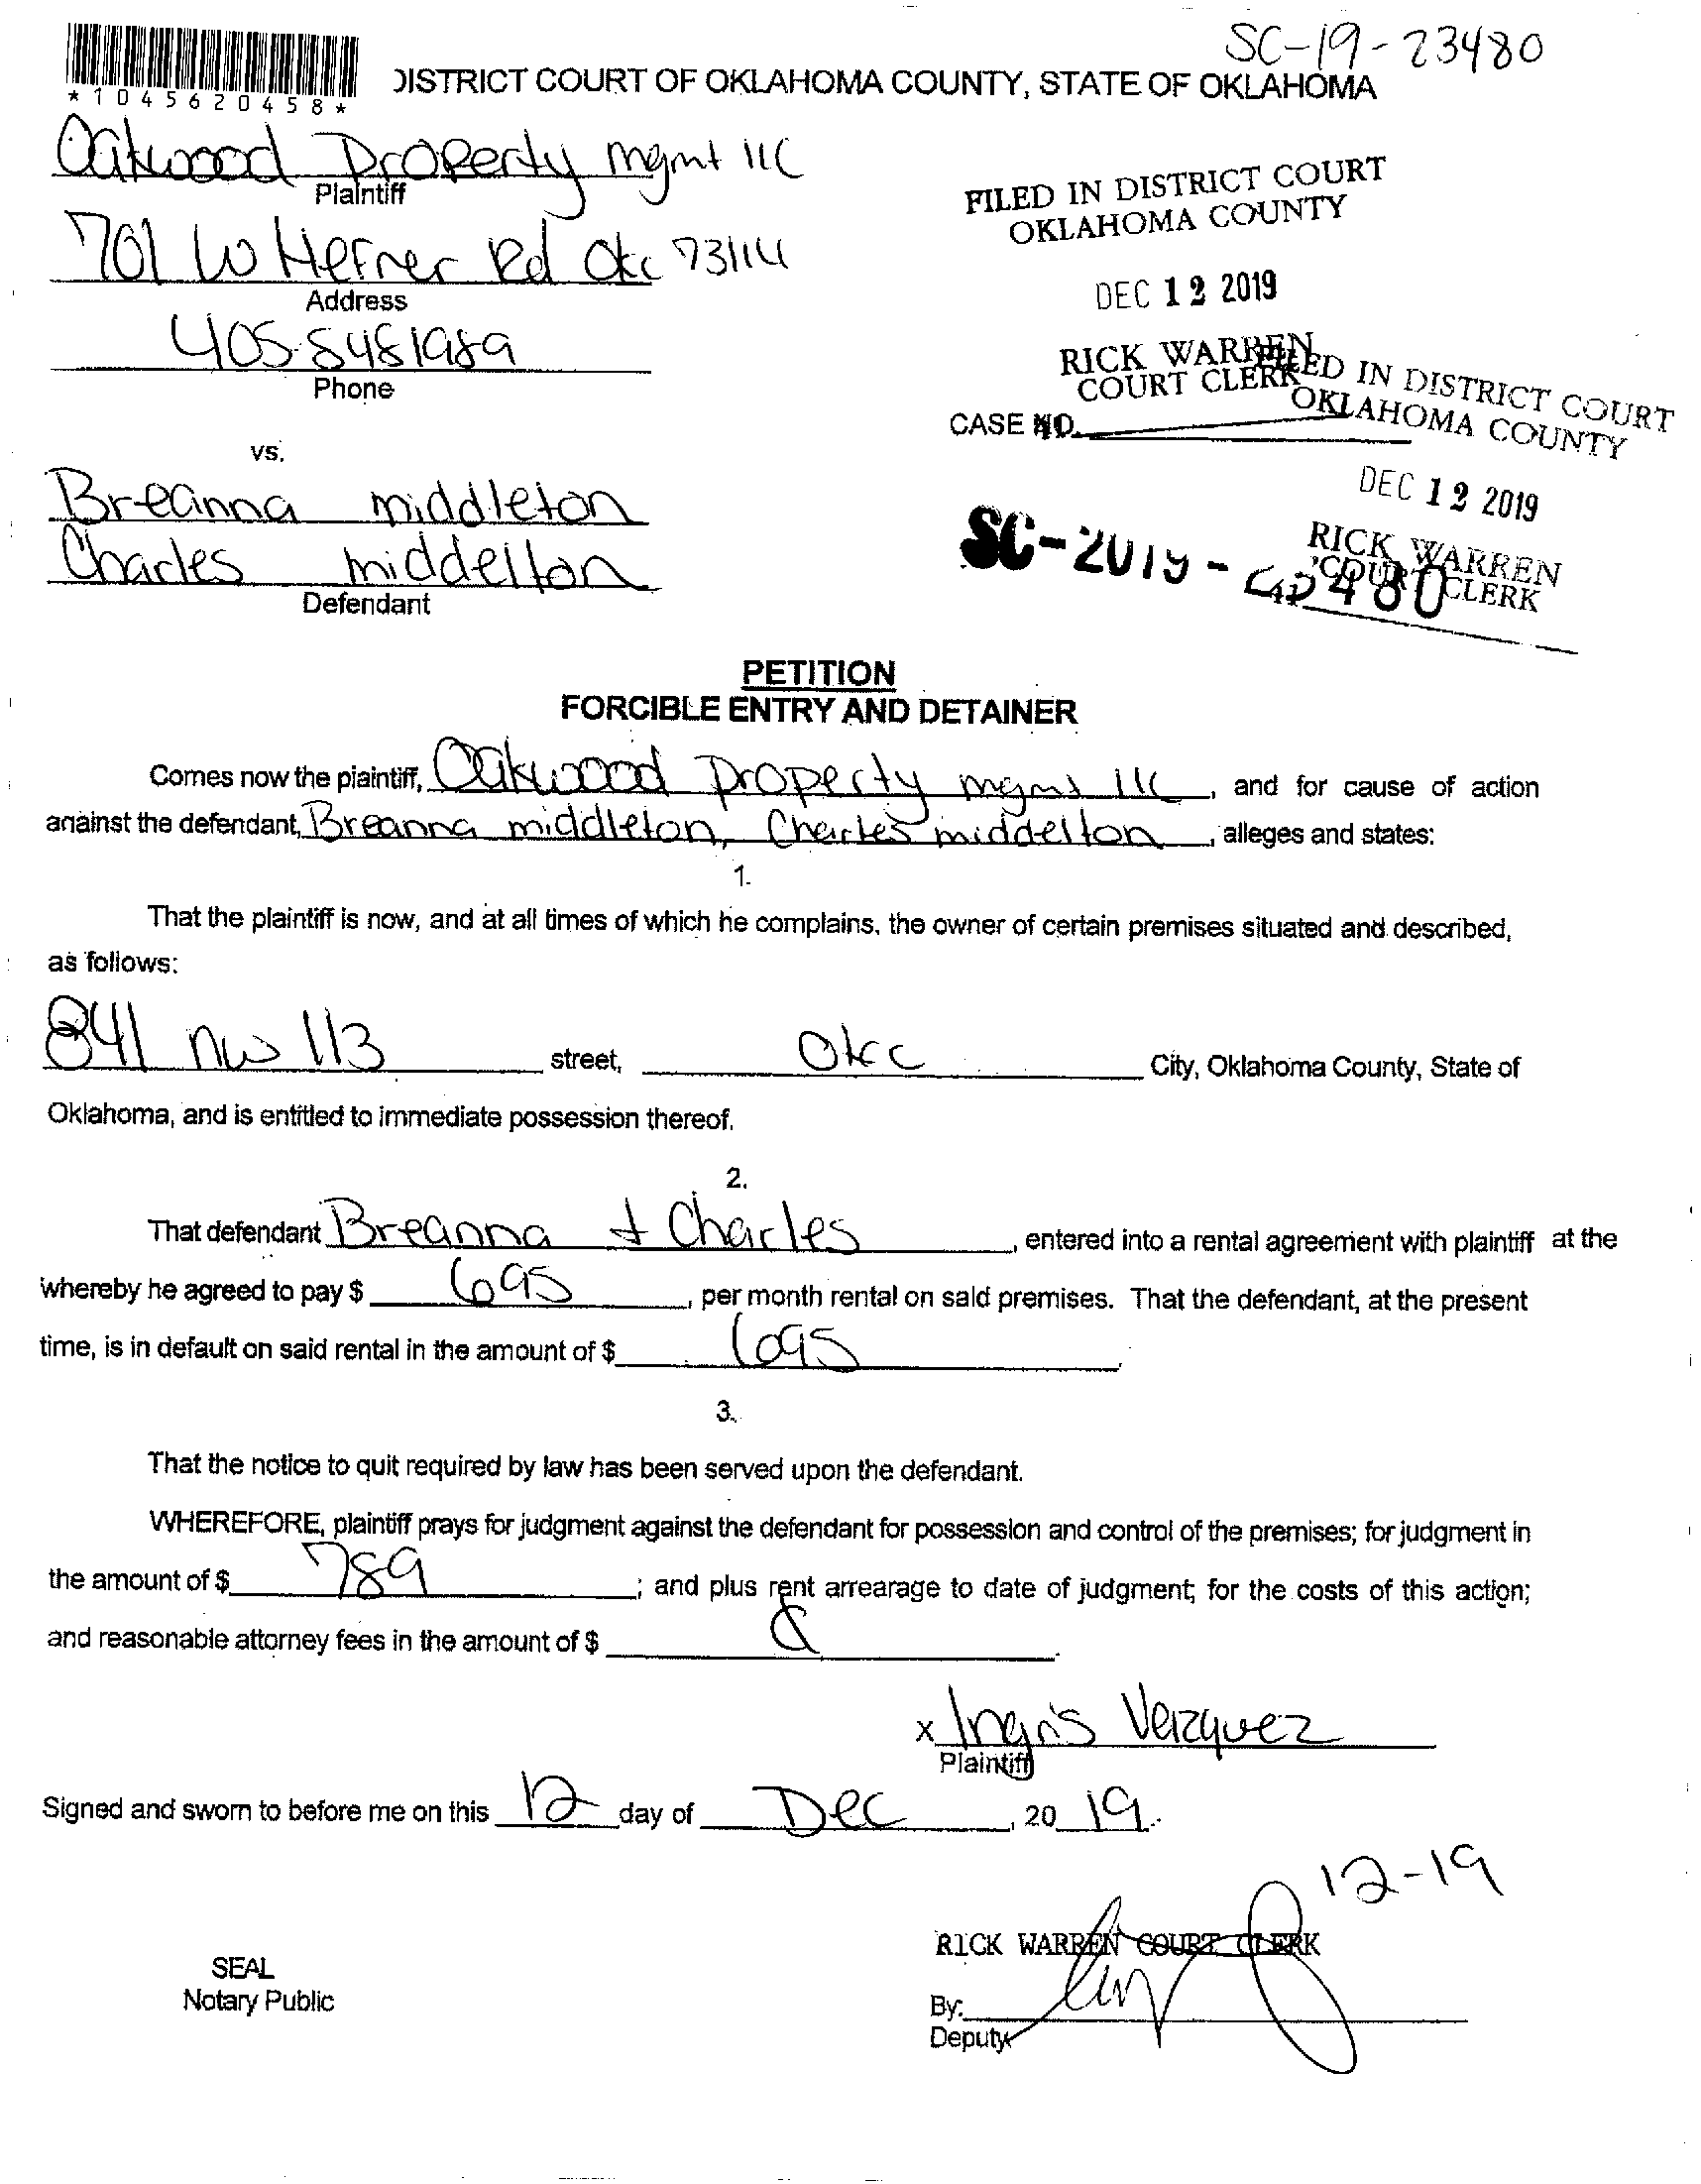 SC-19-23480
*1045620458*
DISTRICT COURT OF OKLAHOMA COUNTY, STATE OF OKLAHOMA
Oakwood Property mgmt llC
Plaintiff
701 W Hefner Rd Okc 73114
Address
405-8481989
Phone
FILED IN DISTRICT COURT
OKLAHOMA COUNTY
DEC 12 2019
RICK WARREN
COURT CLERK
CASE NO.
FILED IN DISTRICT COURT
OKLAHOMA COUNTY
DEC 12 2019
RICK WARREN
COURT CLERK
vs.
Breanna middleton
Charles middelton
Defendant
SC-2019-23480
PETITION
FORCIBLE ENTRY AND DETAINER
Comes now the plaintiff, Oakwood property mgmt llC, and for cause of action
against the defendant, Breanna middleton, Charles middelton, alleges and states:
1.
That the plaintiff is now, and at all times of which he complains, the owner of certain premises situated and described,
as follows:
841 nw 113 street, Okc City, Oklahoma County, State of
Oklahoma, and is entitled to immediate possession thereof.
2.
That defendant Breanna + Charles, entered into a rental agreement with plaintiff at the
whereby he agreed to pay $ 695, per month rental on said premises. That the defendant, at the present
time, is in default on said rental in the amount of $ 695
3.
That the notice to quit required by law has been served upon the defendant.
WHEREFORE, plaintiff prays for judgment against the defendant for possession and control of the premises; for judgment in
the amount of $ 789; and plus rent arrearage to date of judgment; for the costs of this action;
and reasonable attorney fees in the amount of $
x Ingris Vazquez
Plaintiff
Signed and sworn to before me on this 12 day of Dec, 2019.
12-19
RICK WARREN COURT CLERK
SEAL
Notary Public
By:
Deputy